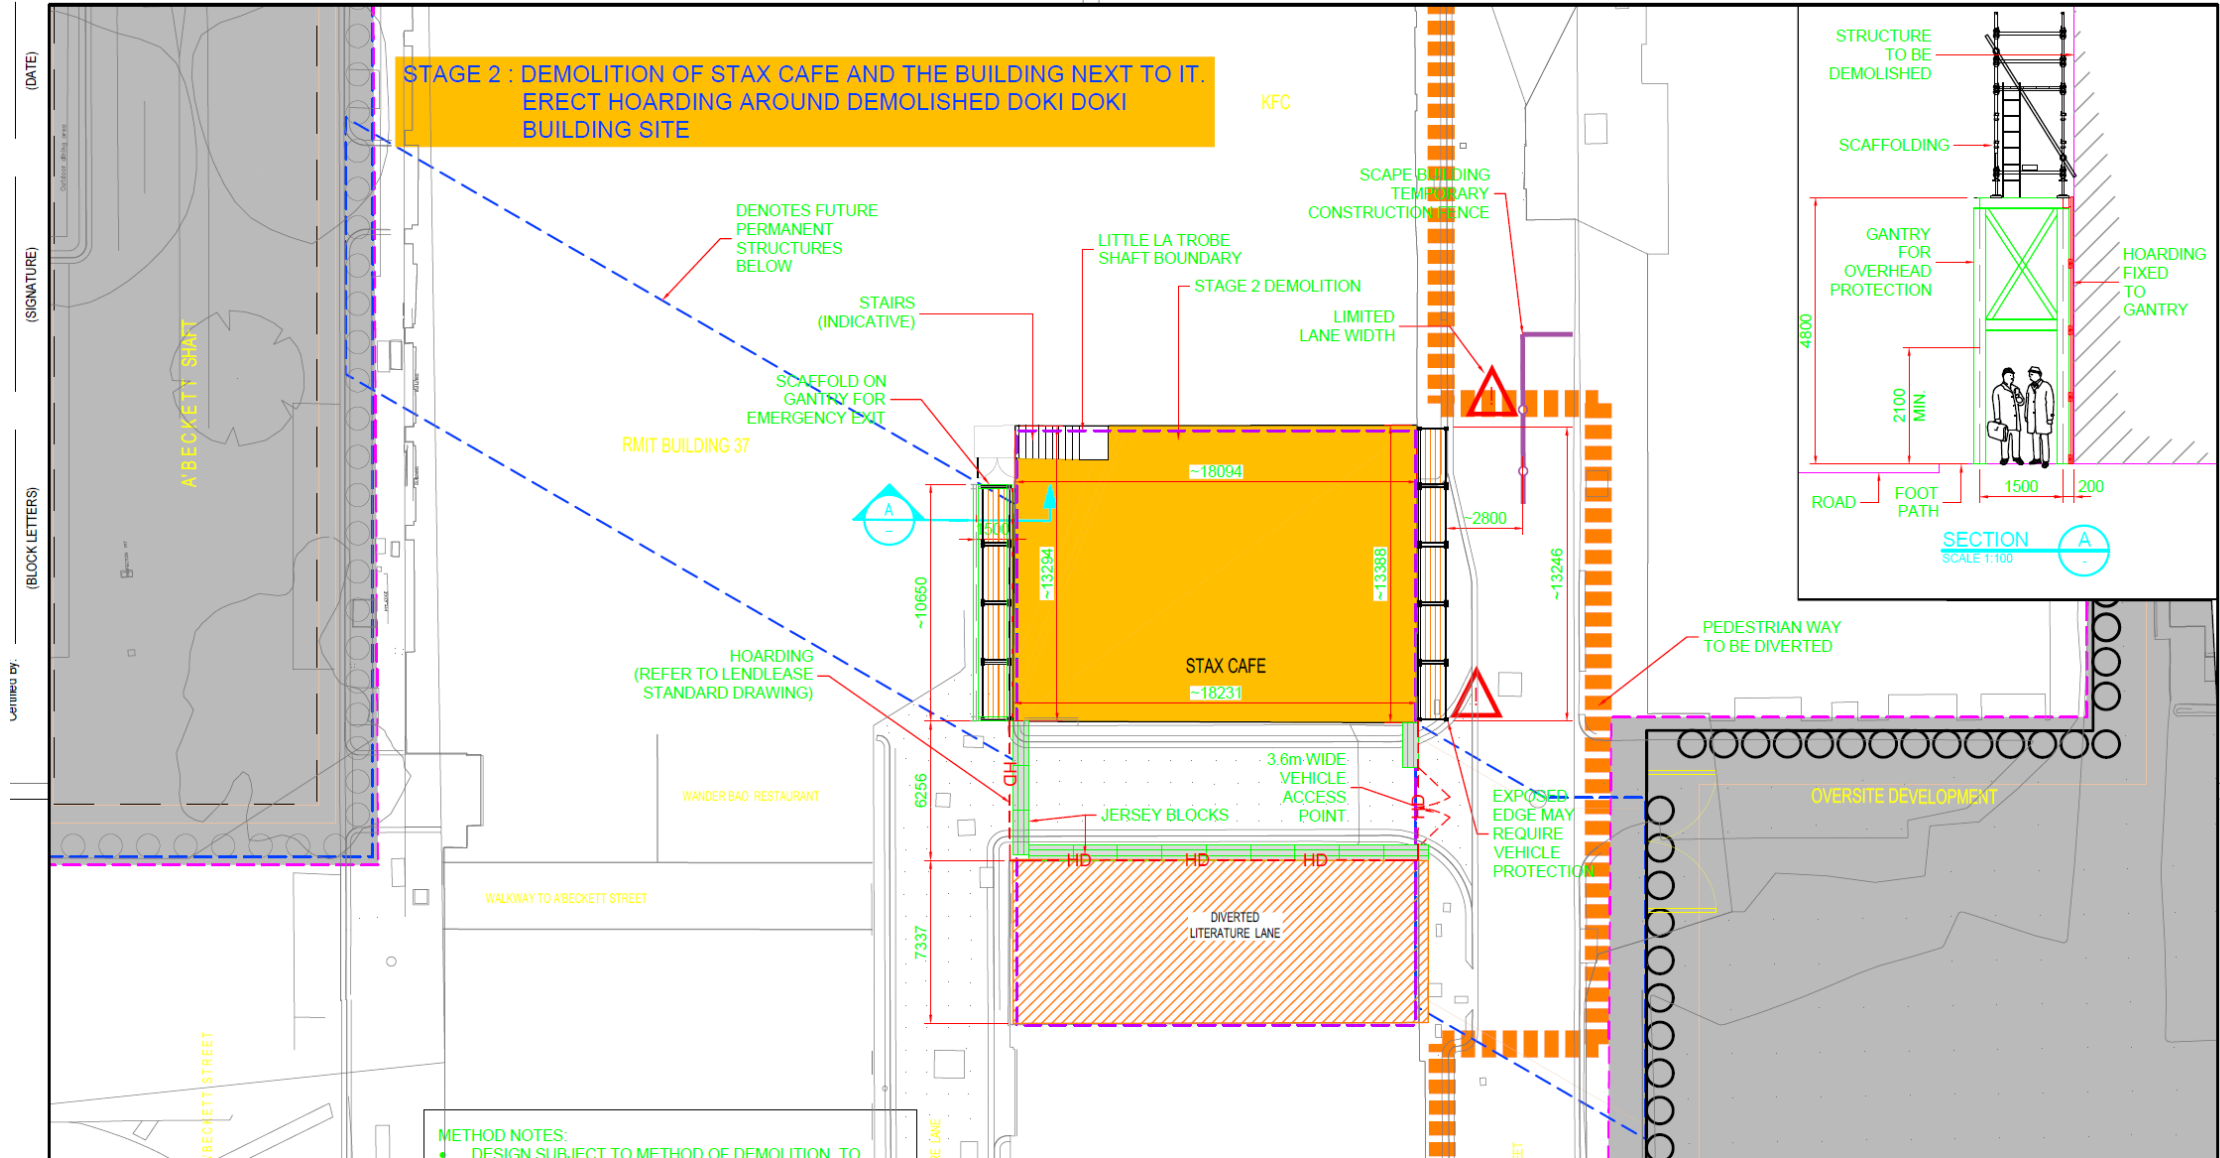 (DATE)
(SIGNATURE)
(BLOCK LETTERS)
Certified By:
STAGE 2 : DEMOLITION OF STAX CAFE AND THE BUILDING NEXT TO IT.
ERECT HOARDING AROUND DEMOLISHED DOKI DOKI
BUILDING SITE
KFC
A'BECKETT SHAFT
DENOTES FUTURE
PERMANENT
STRUCTURES
BELOW
LITTLE LA TROBE
SHAFT BOUNDARY
STAGE 2 DEMOLITION
STAIRS
(INDICATIVE)
SCAPE BUILDING
TEMPORARY
CONSTRUCTION FENCE
LIMITED
LANE WIDTH
SCAFFOLD ON
GANTRY FOR
EMERGENCY EXIT
RMIT BUILDING 37
!
A
-
1500
~18094
~13294
~13388
~10650
~2800
~13246
STAX CAFE
~18231
HOARDING
(REFER TO LENDLEASE
STANDARD DRAWING)
!
PEDESTRIAN WAY
TO BE DIVERTED
HD
6256
WANDER BAO RESTAURANT
JERSEY BLOCKS
3.6m WIDE
VEHICLE
ACCESS
POINT
EXPOSED
EDGE MAY
REQUIRE
VEHICLE
PROTECTION
OVERSITE DEVELOPMENT
HD
HD
HD
WALKWAY TO A'BECKETT STREET
7337
DIVERTED
LITERATURE LANE
A'BECKETT STREET
METHOD NOTES:
• DESIGN SUBJECT TO METHOD OF DEMOLITION. TO
STRUCTURE
TO BE
DEMOLISHED
SCAFFOLDING
GANTRY
FOR
OVERHEAD
PROTECTION
HOARDING
FIXED
TO
GANTRY
4800
2100
MIN.
1500
200
ROAD
FOOT
PATH
SECTION
SCALE 1:100
A
-